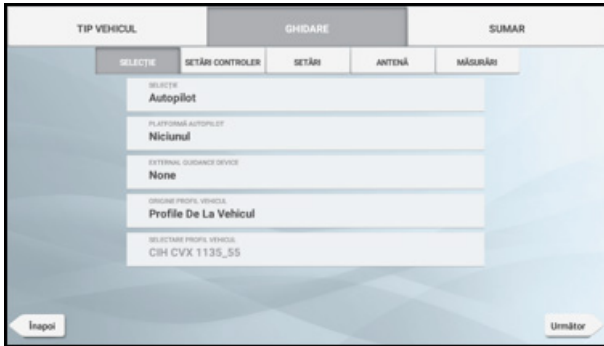 TIP VEHICUL GHIDARE SUMAR
SELECȚIE SETĂRI CONTROLER SETĂRI ANTENĂ MĂSURĂRI
SELECȚIE
Autopilot
PLATFORMĂ AUTOPILOT
Niciunul
EXTERNAL GUIDANCE DEVICE
None
ORIGINE PROFIL VEHICUL
Profile De La Vehicul
SELECTARE PROFIL VEHICUL
CIH CVX 1135_55
Înapoi Următor